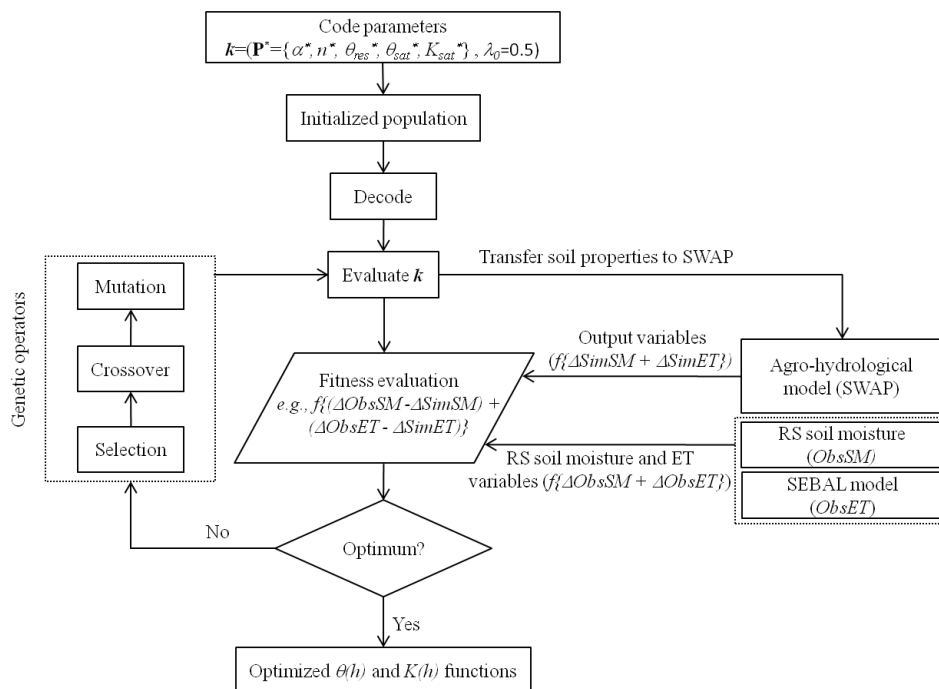 Code parameters
k=(P*={α*, n*, θres*, θsat*, Ksat*} , λ0=0.5)
Initialized population
Decode
Evaluate k
Transfer soil properties to SWAP
Genetic operators
Mutation
Crossover
Selection
Output variables
(f{ΔSimSM + ΔSimET})
Agro-hydrological
model (SWAP)
Fitness evaluation
e.g., f{(ΔObsSM -ΔSimSM) +
(ΔObsET - ΔSimET)}
RS soil moisture
(ObsSM)
RS soil moisture and ET
variables (f{ΔObsSM + ΔObsET})
SEBAL model
(ObsET)
No
Optimum?
Yes
Optimized θ(h) and K(h) functions